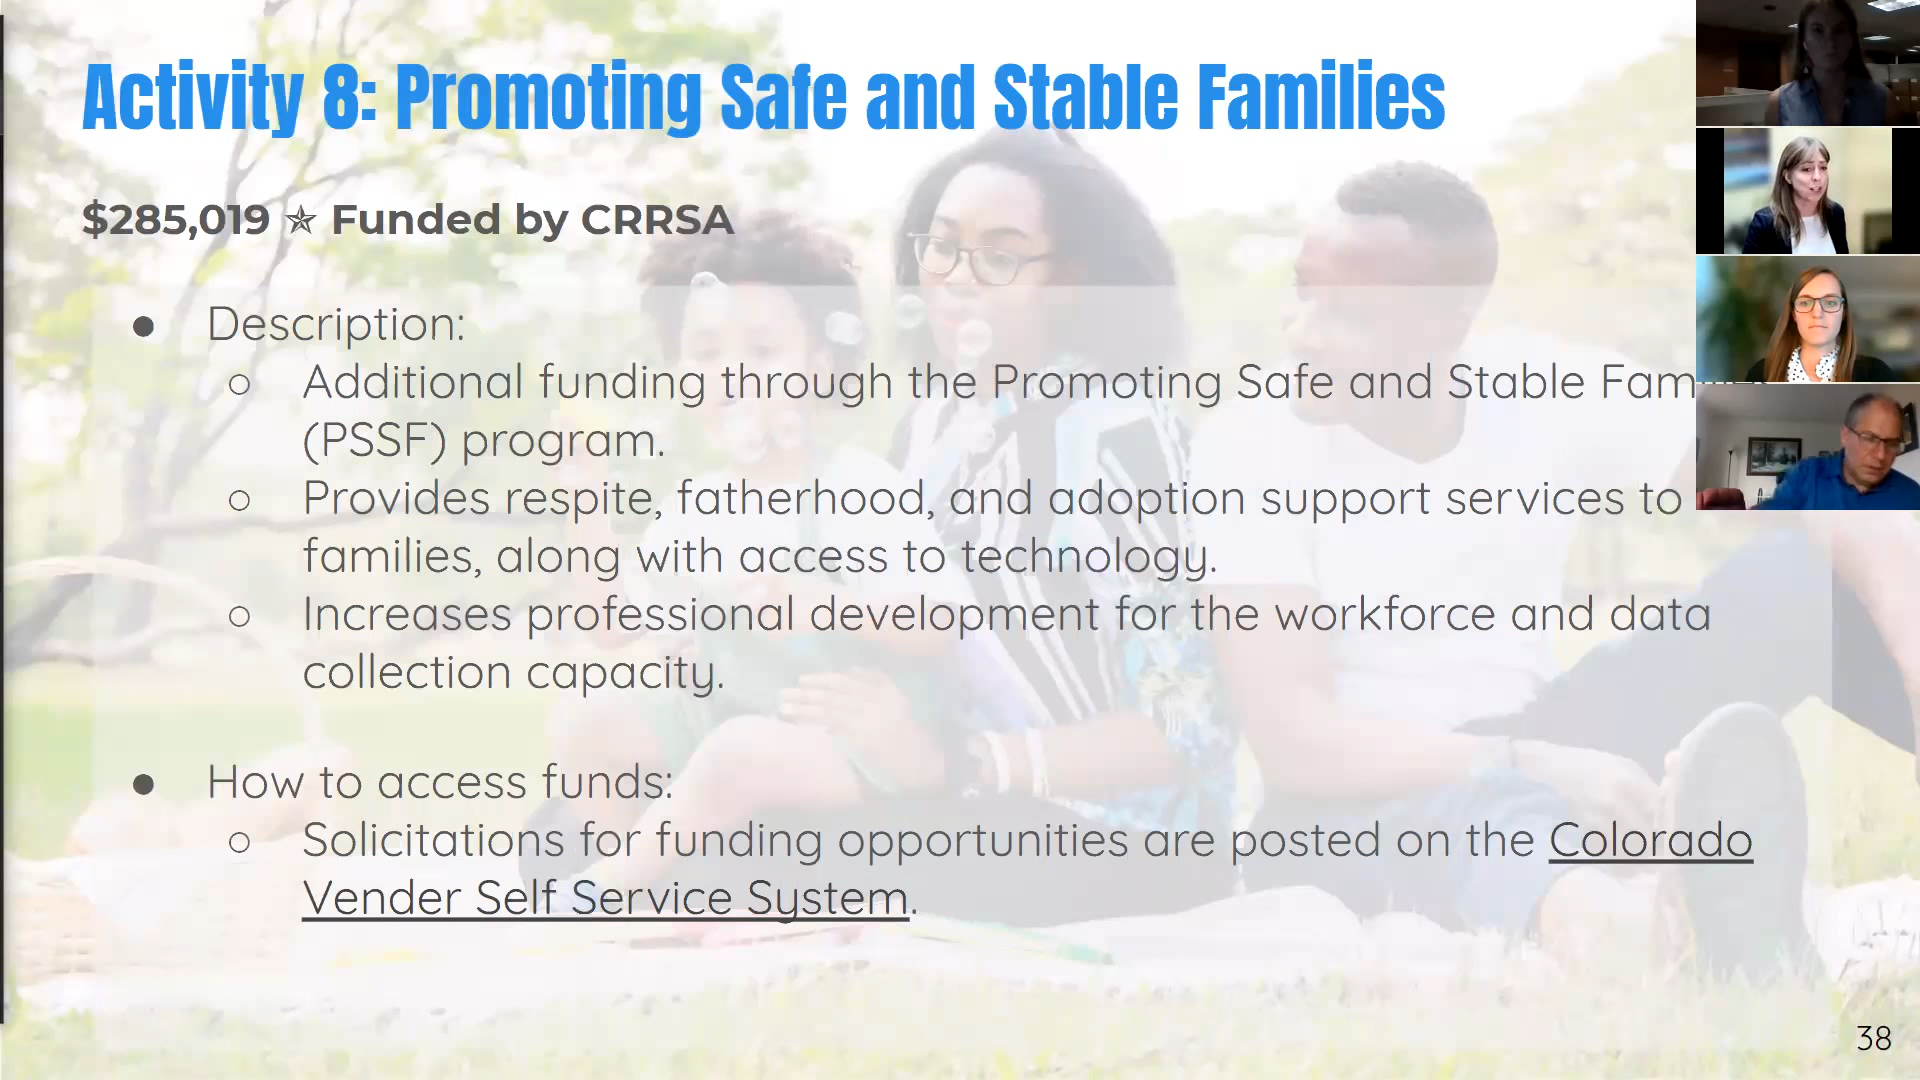 Activity 8: Promoting Safe and Stable Families
$285,019 ✯ Funded by CRRSA
● Description:
○ Additional funding through the Promoting Safe and Stable
(PSSF) program.
○ Provides respite, fatherhood, and adoption support services to
families, along with access to technology.
○ Increases professional development for the workforce and data
collection capacity.
● How to access funds:
○ Solicitations for funding opportunities are posted on the Colorado
Vender Self Service System.
38